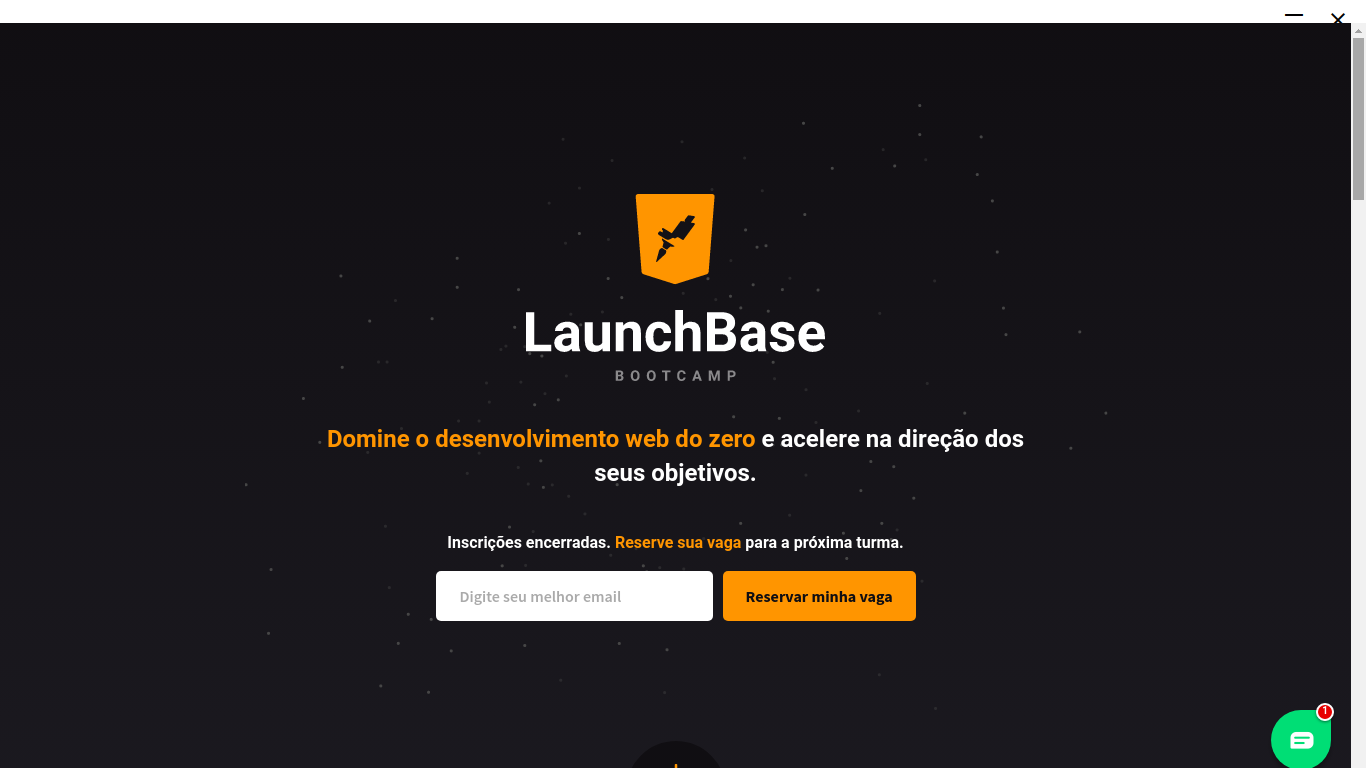 LaunchBase
BOOTCAMP
Domine o desenvolvimento web do zero e acelere na direção dos
seus objetivos.
Inscrições encerradas. Reserve sua vaga para a próxima turma.
Digite seu melhor email
Reservar minha vaga
1